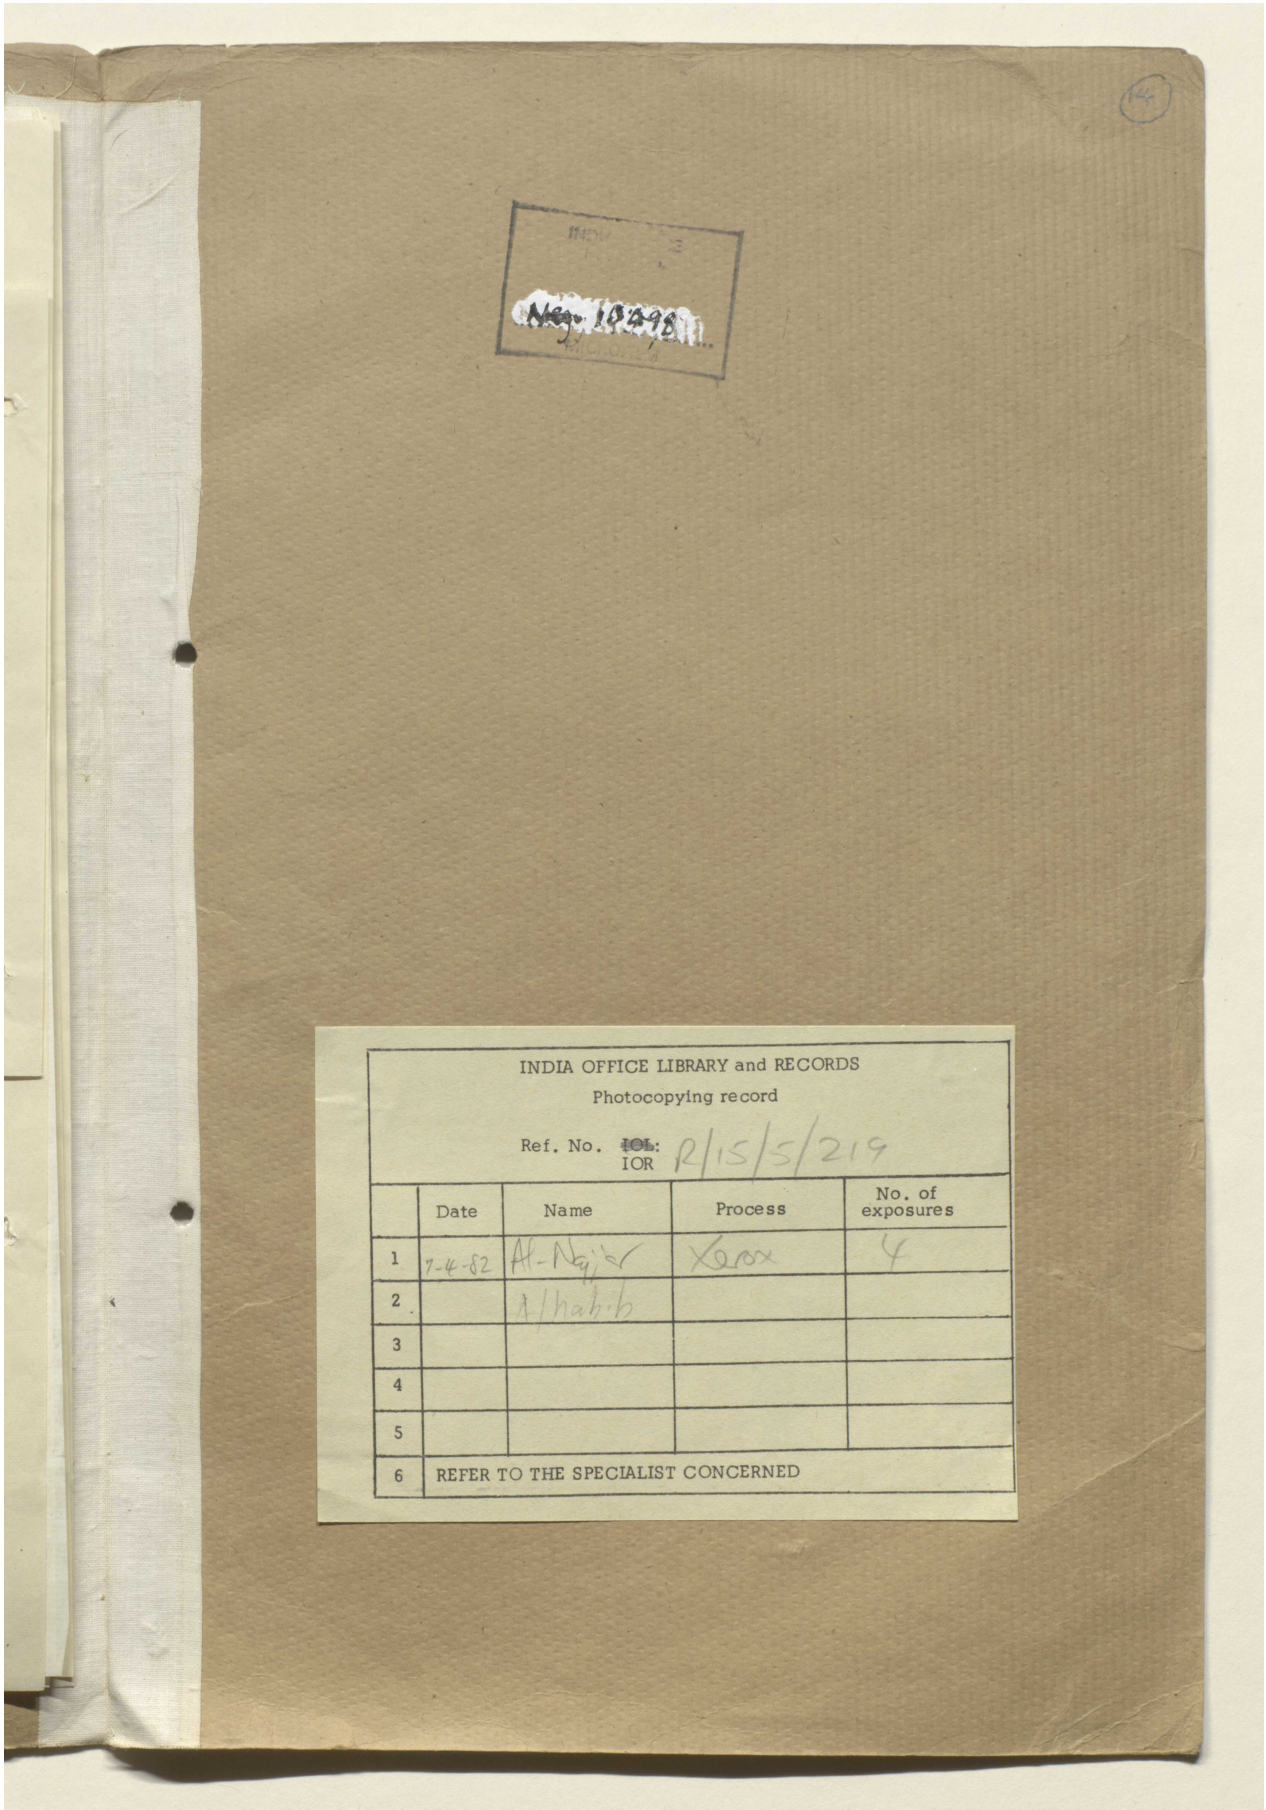 14
Neg. 10498
INDIA OFFICE LIBRARY and RECORDS
Photocopying record
Ref. No. IOL:
IOR R/15/5/219
Date Name Process No. of exposures
1 7-4-82 Al-Najjar Xerox 4
2 Alhabib
3
4
5
6 REFER TO THE SPECIALIST CONCERNED